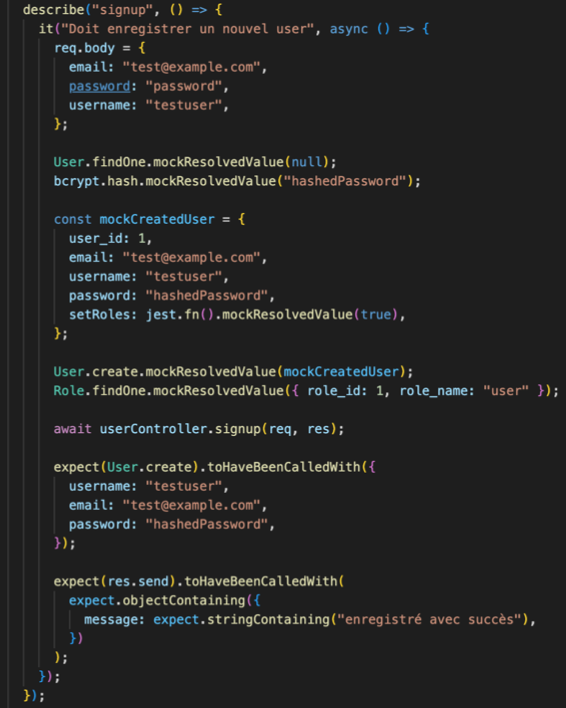 describe("signup", () => {
  it("Doit enregistrer un nouvel user", async () => {
    req.body = {
      email: "test@example.com",
      password: "password",
      username: "testuser",
    };

    User.findOne.mockResolvedValue(null);
    bcrypt.hash.mockResolvedValue("hashedPassword");

    const mockCreatedUser = {
      user_id: 1,
      email: "test@example.com",
      username: "testuser",
      password: "hashedPassword",
      setRoles: jest.fn().mockResolvedValue(true),
    };

    User.create.mockResolvedValue(mockCreatedUser);
    Role.findOne.mockResolvedValue({ role_id: 1, role_name: "user" });

    await userController.signup(req, res);

    expect(User.create).toHaveBeenCalledWith({
      username: "testuser",
      email: "test@example.com",
      password: "hashedPassword",
    });

    expect(res.send).toHaveBeenCalledWith(
      expect.objectContaining({
        message: expect.stringContaining("enregistré avec succès"),
      })
    );
  });
});